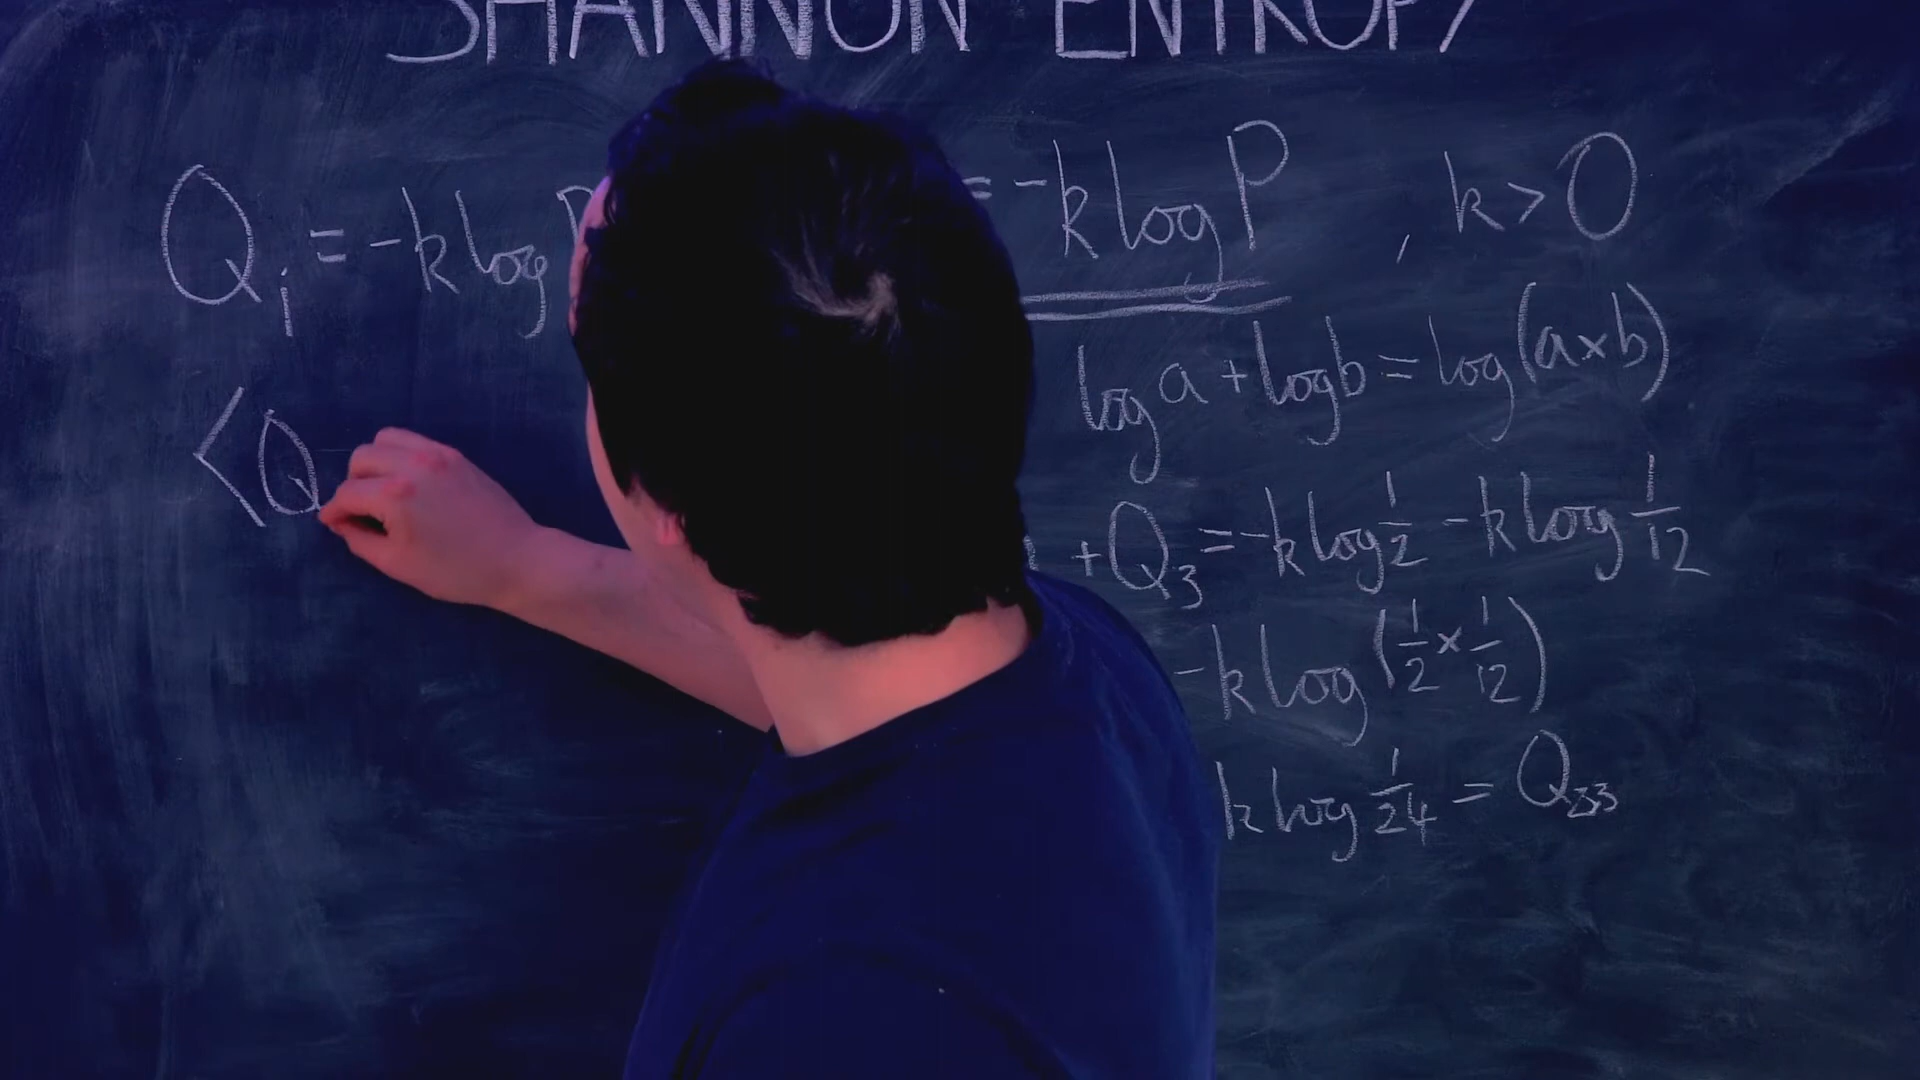 SHANNON ENTROPY
Qi = -k log
= -k log P , k > 0
log a + log b = log (a×b)
<Q
+ Q3 = -k log 1/2 - k log 1/12
-k log (1/2 × 1/12)
k log 1/24 = Q